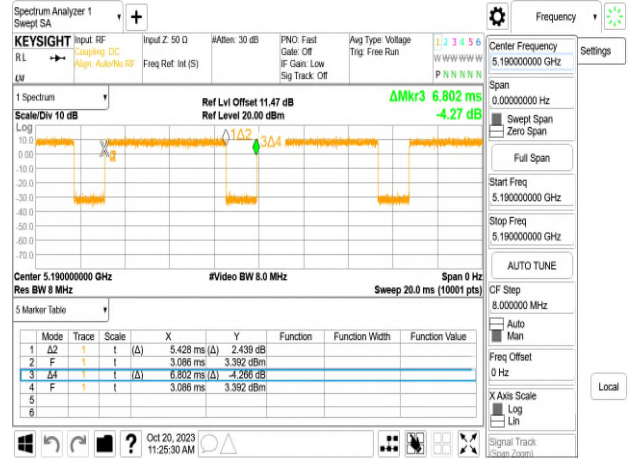 Spectrum Analyzer 1
Swept SA
+
Frequency
KEYSIGHT
Input: RF
Input Z: 50 Ω
#Atten: 30 dB
PNO: Fast
Avg Type: Voltage
1 2 3 4 5 6
RL
Coupling: DC
Gate: Off
Trig: Free Run
W W W W W W
Align: Auto/No RF
Freq Ref: Int (S)
IF Gain: Low
Sig Track: Off
P N N N N N
Settings
Center Frequency
5.190000000 GHz
Span
0.00000000 Hz
Swept Span
Zero Span
Full Span
Start Freq
5.190000000 GHz
Stop Freq
5.190000000 GHz
AUTO TUNE
CF Step
8.000000 MHz
Auto
Man
Freq Offset
0 Hz
X Axis Scale
Log
Lin
Signal Track
(Span Zoom)
Local
1 Spectrum
Ref Lvl Offset 11.47 dB
ΔMkr3 6.802 ms
Scale/Div 10 dB
Ref Level 20.00 dBm
-4.27 dB
Log
1Δ2
3Δ4
10.0
0.00
-10.0
-20.0
-30.0
-40.0
-50.0
-60.0
-70.0
Center 5.190000000 GHz
#Video BW 8.0 MHz
Span 0 Hz
Res BW 8 MHz
Sweep 20.0 ms (10001 pts)
5 Marker Table
Mode Trace Scale X Y Function Function Width Function Value
1 Δ2 1 t (Δ) 5.428 ms (Δ) 2.439 dB
2 F 1 t 3.086 ms 3.392 dBm
3 Δ4 1 t (Δ) 6.802 ms (Δ) -4.266 dB
4 F 1 t 3.086 ms 3.392 dBm
5
6
?
Oct 20, 2023
11:25:30 AM